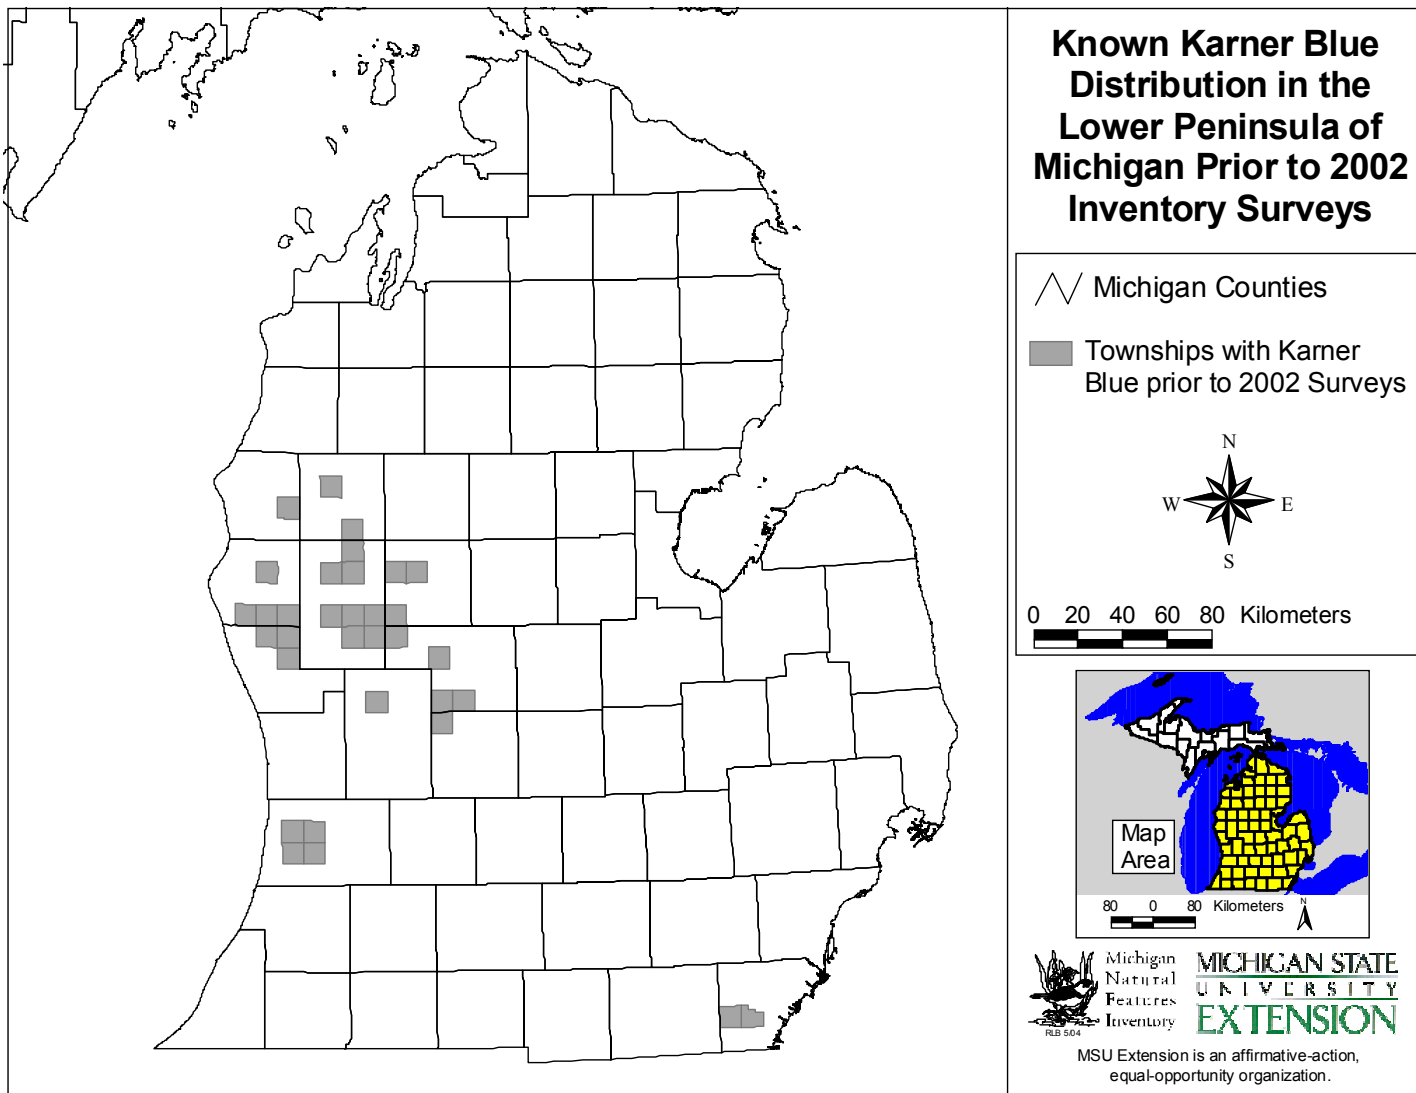 Known Karner Blue
Distribution in the
Lower Peninsula of
Michigan Prior to 2002
Inventory Surveys
Michigan Counties
Townships with Karner
Blue prior to 2002 Surveys
N
W E
S
0 20 40 60 80 Kilometers
Map
Area
80 0 80 Kilometers N
Michigan
Natural
Features
Inventory
RLB 5/04
MICHIGAN STATE
UNIVERSITY
EXTENSION
MSU Extension is an affirmative-action,
equal-opportunity organization.